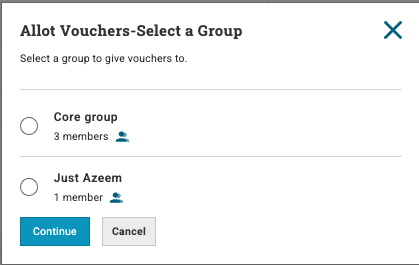 Allot Vouchers-Select a Group
Select a group to give vouchers to.
Core group
3 members
Just Azeem
1 member
Continue Cancel